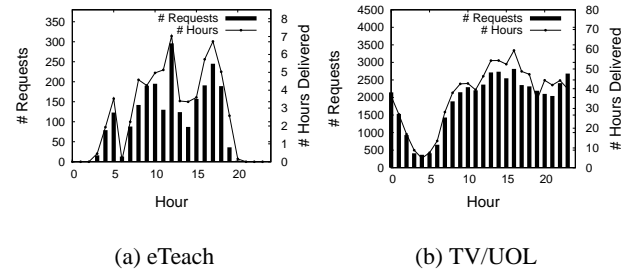 # Requests
# Hours
# Requests
350
300
250
200
150
100
50
0
# Hours Delivered
8
7
6
5
4
3
2
1
0
0 5 10 15 20
Hour
(a) eTeach
# Requests
# Hours
# Requests
4500
4000
3500
3000
2500
2000
1500
1000
500
0
# Hours Delivered
80
70
60
50
40
30
20
10
0
0 5 10 15 20
Hour
(b) TV/UOL